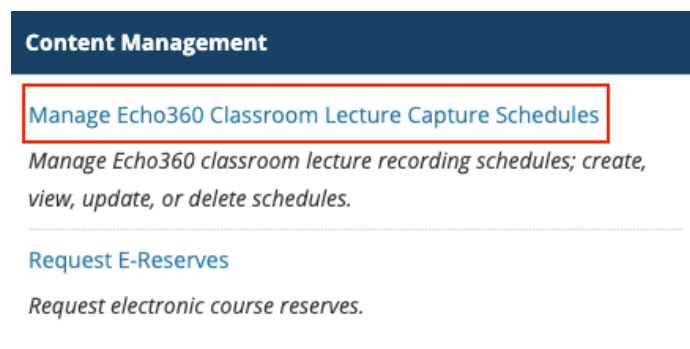 Content Management
Manage Echo360 Classroom Lecture Capture Schedules
Manage Echo360 classroom lecture recording schedules; create,
view, update, or delete schedules.
Request E-Reserves
Request electronic course reserves.